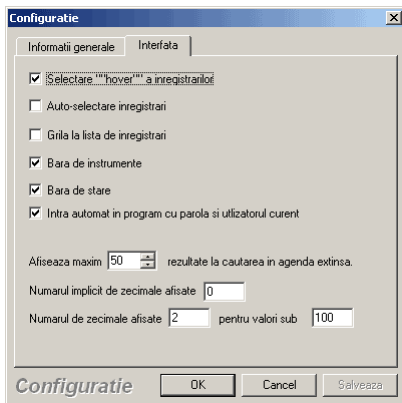 Configuratie
Informatii generale Interfata
Selectare ""hover"" a inregistrarilor
Auto-selectare inregistrari
Grila la lista de inregistrari
Bara de instrumente
Bara de stare
Intra automat in program cu parola si utlizatorul curent
Afiseaza maxim 50 rezultate la cautarea in agenda extinsa.
Numarul implicit de zecimale afisate 0
Numarul de zecimale afisate 2 pentru valori sub 100
Configuratie OK Cancel Salveaza